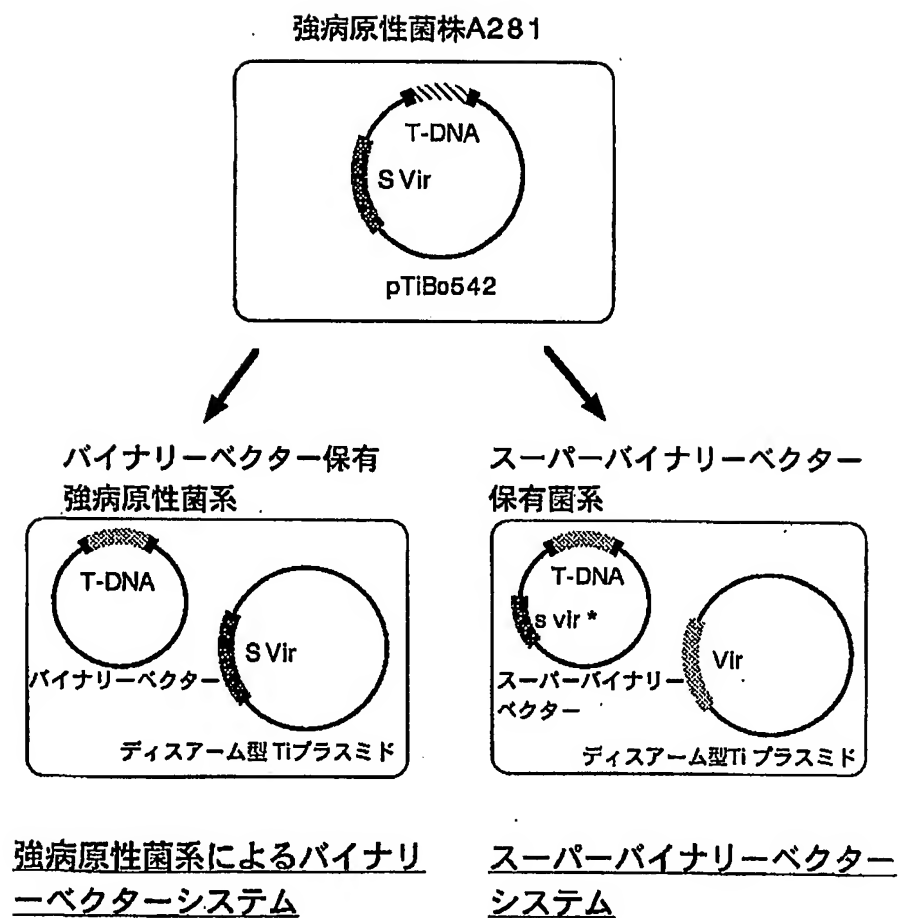 強病原性菌株A281
T-DNA
S Vir
pTiBo542
バイナリーベクター保有
強病原性菌系
T-DNA
S Vir
バイナリーベクター
ディスアーム型 Tiプラスミド
スーパーバイナリーベクター
保有菌系
T-DNA
s vir *
Vir
スーパーバイナリー
ベクター
ディスアーム型Ti プラスミド
強病原性菌系によるバイナリ
ーベクターシステム
スーパーバイナリーベクター
システム